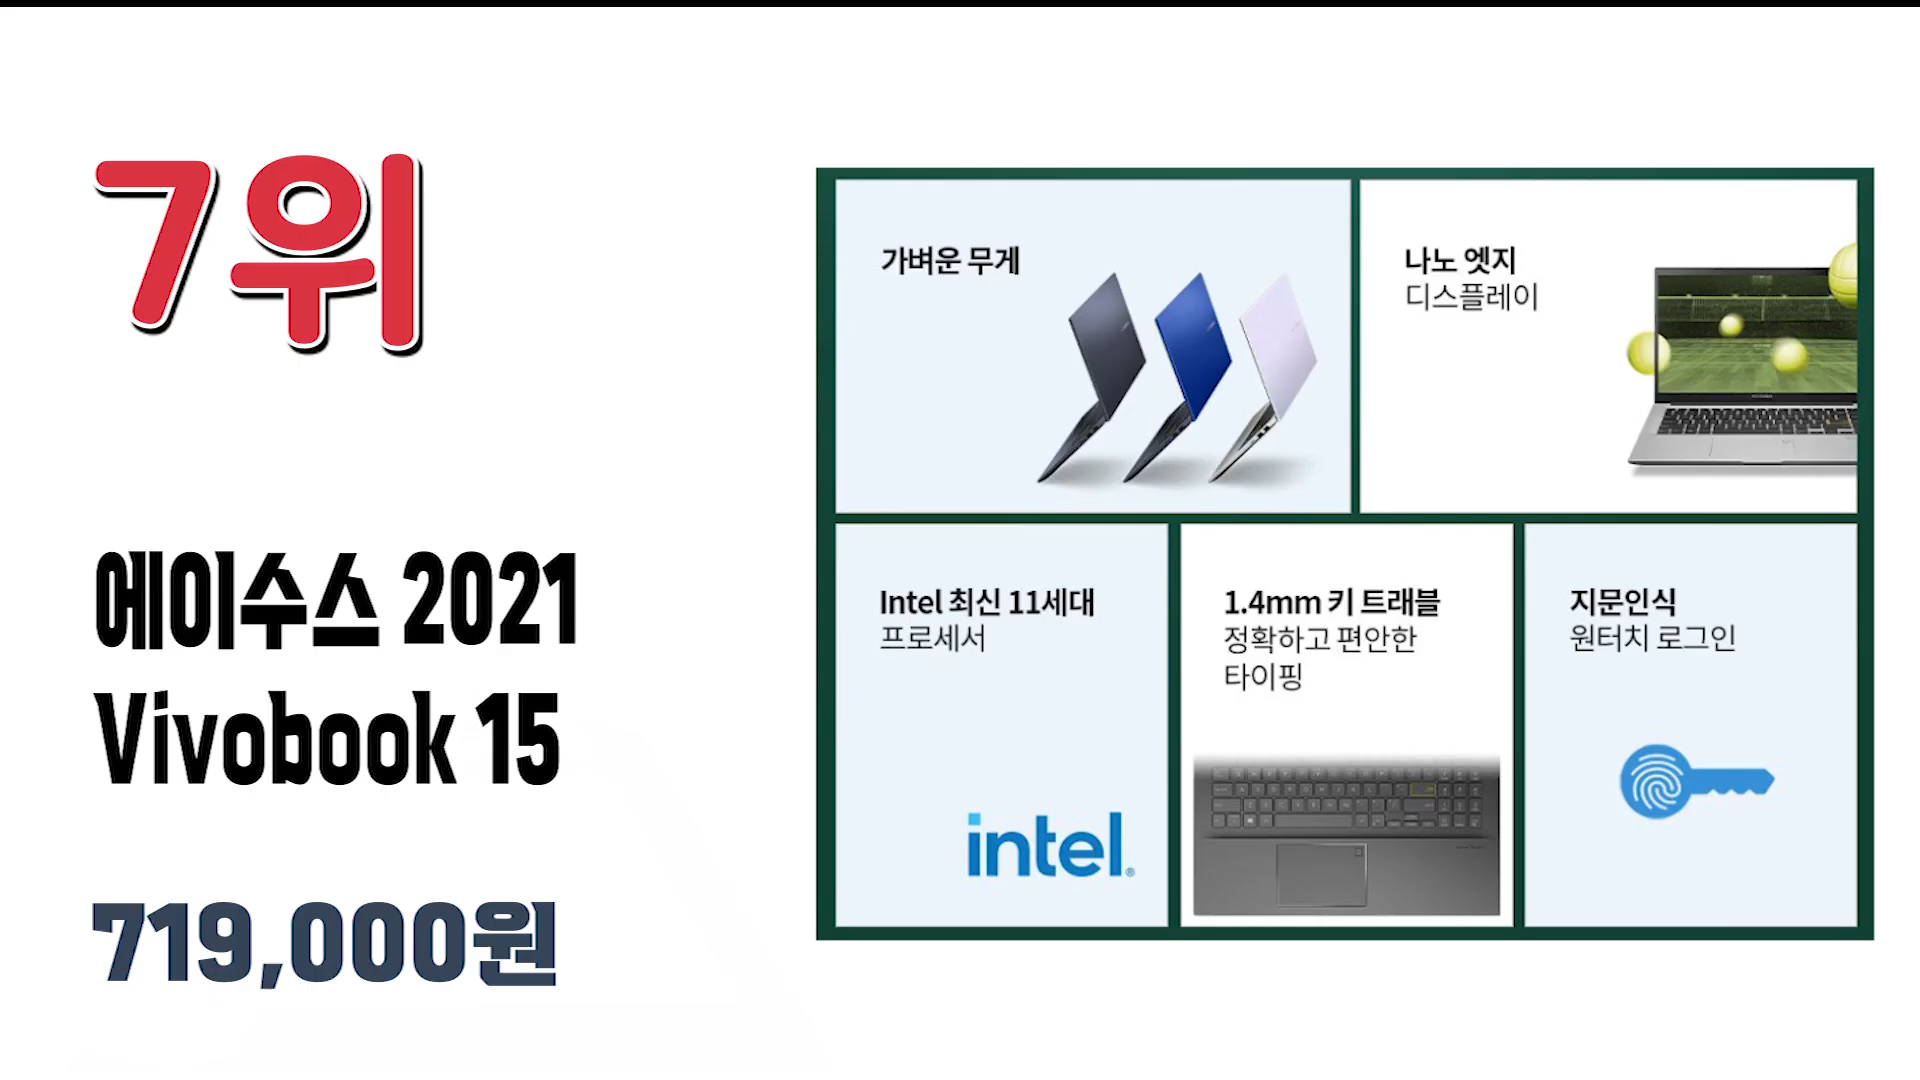 7위
에이수스 2021
Vivobook 15
719,000원
가벼운 무게
나노 엣지
디스플레이
Intel 최신 11세대
프로세서
intel®
1.4mm 키 트래블
정확하고 편안한
타이핑
지문인식
원터치 로그인